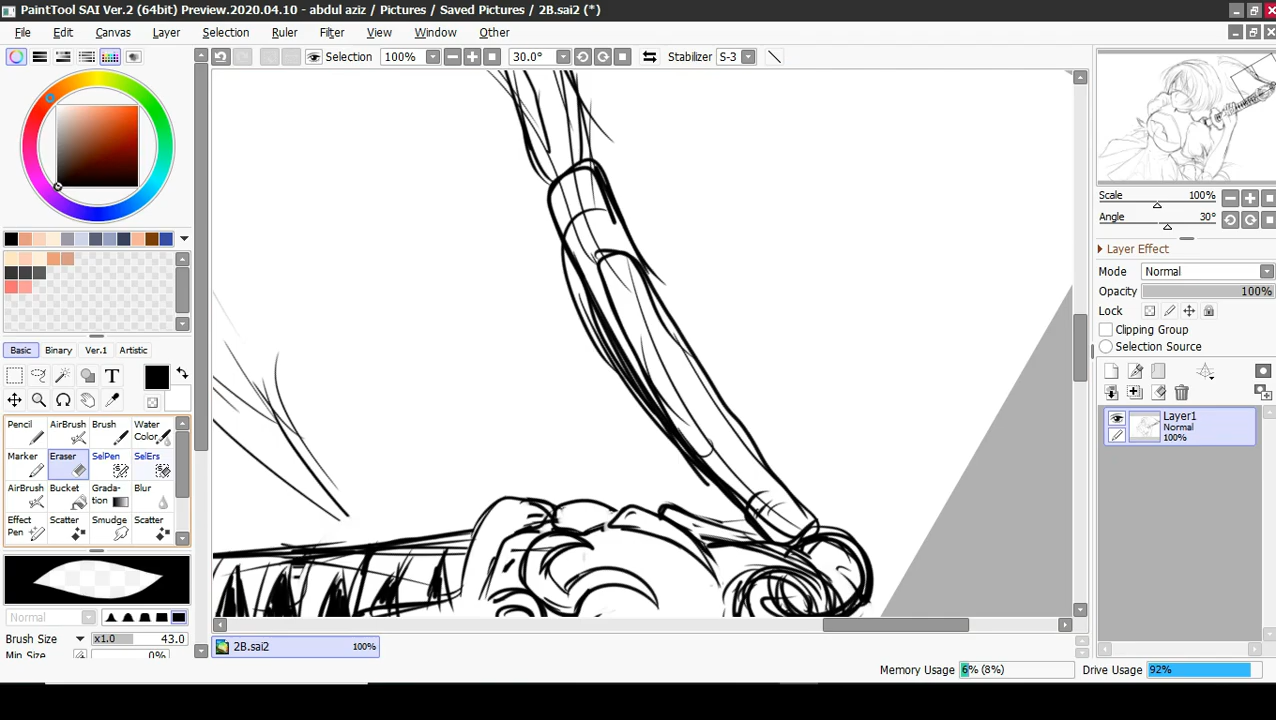 PaintTool SAI Ver.2 (64bit) Preview.2020.04.10 - abdul aziz / Pictures / Saved Pictures / 2B.sai2 (*)
File Edit Canvas Layer Selection Ruler Filter View Window Other
Selection 100% 30.0° Stabilizer S-3
Scale 100%
Angle 30°
Layer Effect
Mode Normal
Opacity 100%
Lock
Clipping Group
Selection Source
Layer1
Normal
100%
Basic Binary Ver.1 Artistic
T
Pencil AirBrush Brush Water Color
Marker Eraser SelPen SelErs
AirBrush Bucket Grada-tion Blur
Effect Pen Scatter Smudge Scatter
Normal
Brush Size x1.0 43.0
Min Size 0%
2B.sai2 100%
Memory Usage 6% (8%) Drive Usage 92%